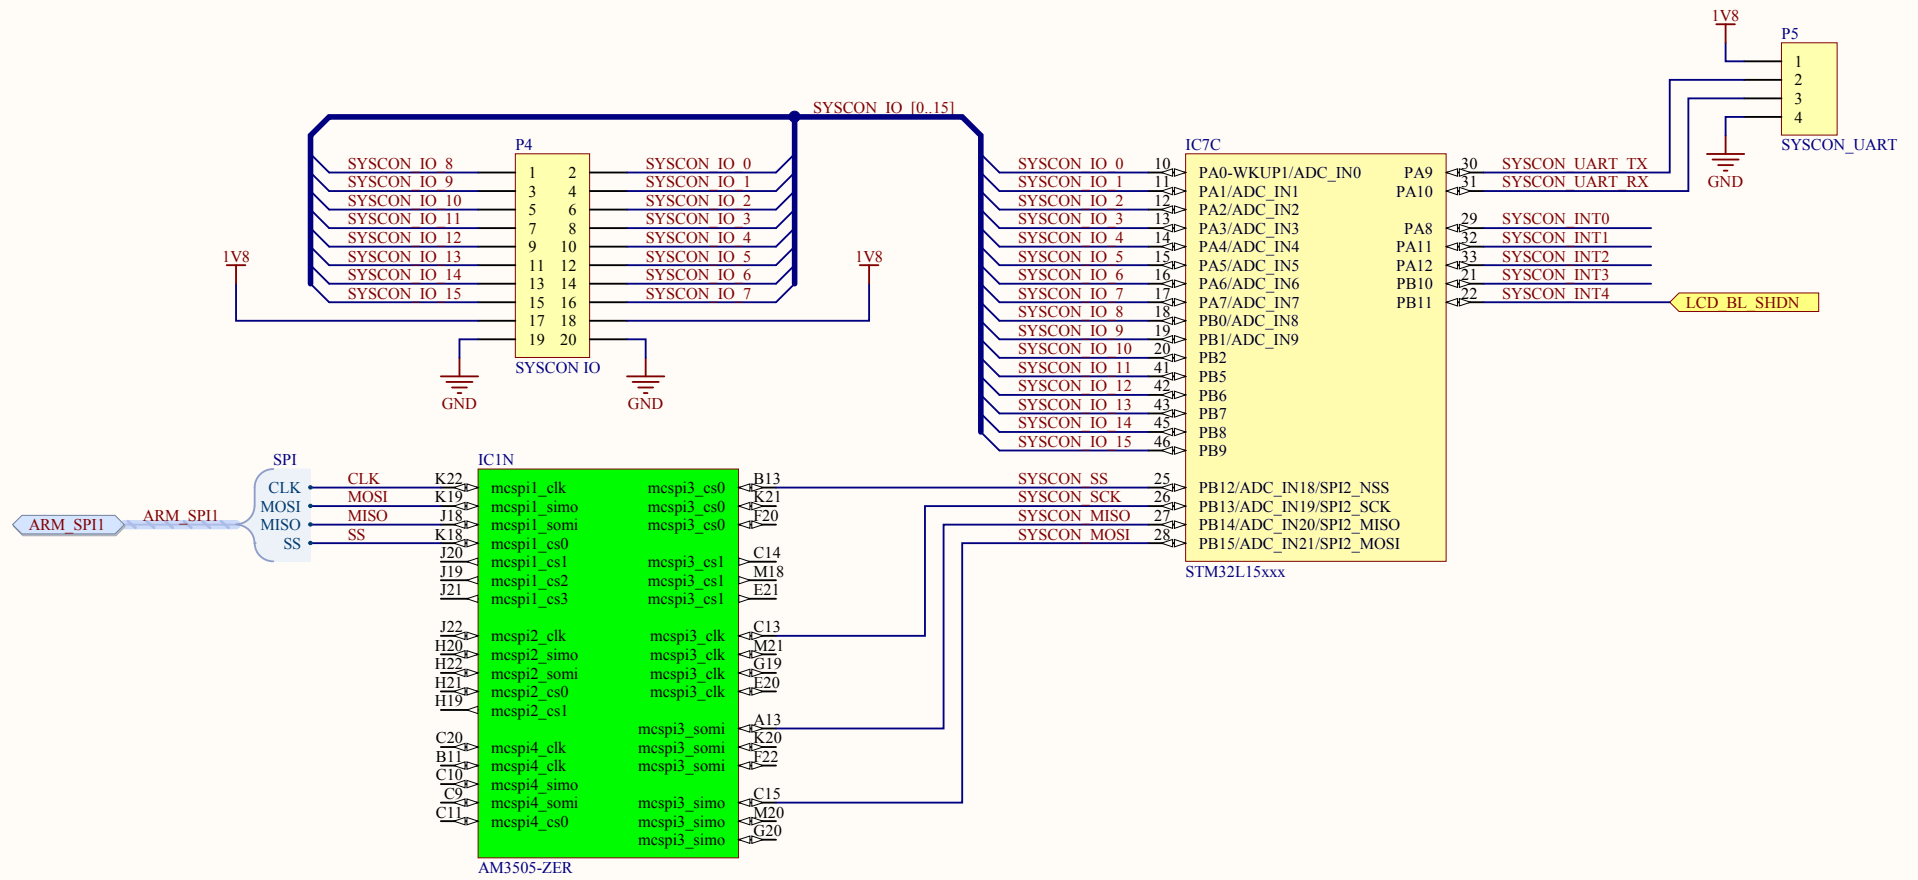 1V8
P5
1
2
3
4
SYSCON_UART
GND
SYSCON_IO_[0..15]
P4
SYSCON_IO_8 1 2 SYSCON_IO_0
SYSCON_IO_9 3 4 SYSCON_IO_1
SYSCON_IO_10 5 6 SYSCON_IO_2
SYSCON_IO_11 7 8 SYSCON_IO_3
SYSCON_IO_12 9 10 SYSCON_IO_4
SYSCON_IO_13 11 12 SYSCON_IO_5
SYSCON_IO_14 13 14 SYSCON_IO_6
SYSCON_IO_15 15 16 SYSCON_IO_7
1V8 17 18 1V8
19 20
SYSCON IO
GND GND
IC7C
SYSCON_IO_0 10 PA0-WKUP1/ADC_IN0 PA9 30 SYSCON_UART_TX
SYSCON_IO_1 11 PA1/ADC_IN1 PA10 31 SYSCON_UART_RX
SYSCON_IO_2 12 PA2/ADC_IN2
SYSCON_IO_3 13 PA3/ADC_IN3 PA8 29 SYSCON_INT0
SYSCON_IO_4 14 PA4/ADC_IN4 PA11 32 SYSCON_INT1
SYSCON_IO_5 15 PA5/ADC_IN5 PA12 33 SYSCON_INT2
SYSCON_IO_6 16 PA6/ADC_IN6 PB10 21 SYSCON_INT3
SYSCON_IO_7 17 PA7/ADC_IN7 PB11 22 SYSCON_INT4 LCD_BL_SHDN
SYSCON_IO_8 18 PB0/ADC_IN8
SYSCON_IO_9 19 PB1/ADC_IN9
SYSCON_IO_10 20 PB2
SYSCON_IO_11 41 PB5
SYSCON_IO_12 42 PB6
SYSCON_IO_13 43 PB7
SYSCON_IO_14 45 PB8
SYSCON_IO_15 46 PB9
SYSCON_SS 25 PB12/ADC_IN18/SPI2_NSS
SYSCON_SCK 26 PB13/ADC_IN19/SPI2_SCK
SYSCON_MISO 27 PB14/ADC_IN20/SPI2_MISO
SYSCON_MOSI 28 PB15/ADC_IN21/SPI2_MOSI
STM32L15xxx
ARM_SPI1 ARM_SPI1
SPI
CLK CLK
MOSI MOSI
MISO MISO
SS SS
IC1N
K22 mcspi1_clk mcspi3_cs0 B13
K19 mcspi1_simo mcspi3_cs0 K21
J18 mcspi1_somi mcspi3_cs0 F20
K18 mcspi1_cs0
J20 mcspi1_cs1 mcspi3_cs1 C14
J19 mcspi1_cs2 mcspi3_cs1 M18
J21 mcspi1_cs3 mcspi3_cs1 E21
J22 mcspi2_clk mcspi3_clk C13
H20 mcspi2_simo mcspi3_clk M21
H22 mcspi2_somi mcspi3_clk G19
H21 mcspi2_cs0 mcspi3_clk E20
H19 mcspi2_cs1
mcspi3_somi A13
C20 mcspi4_clk mcspi3_somi K20
B11 mcspi4_clk mcspi3_somi F22
C10 mcspi4_simo
C9 mcspi4_somi mcspi3_simo C15
C11 mcspi4_cs0 mcspi3_simo M20
mcspi3_simo G20
AM3505-ZER